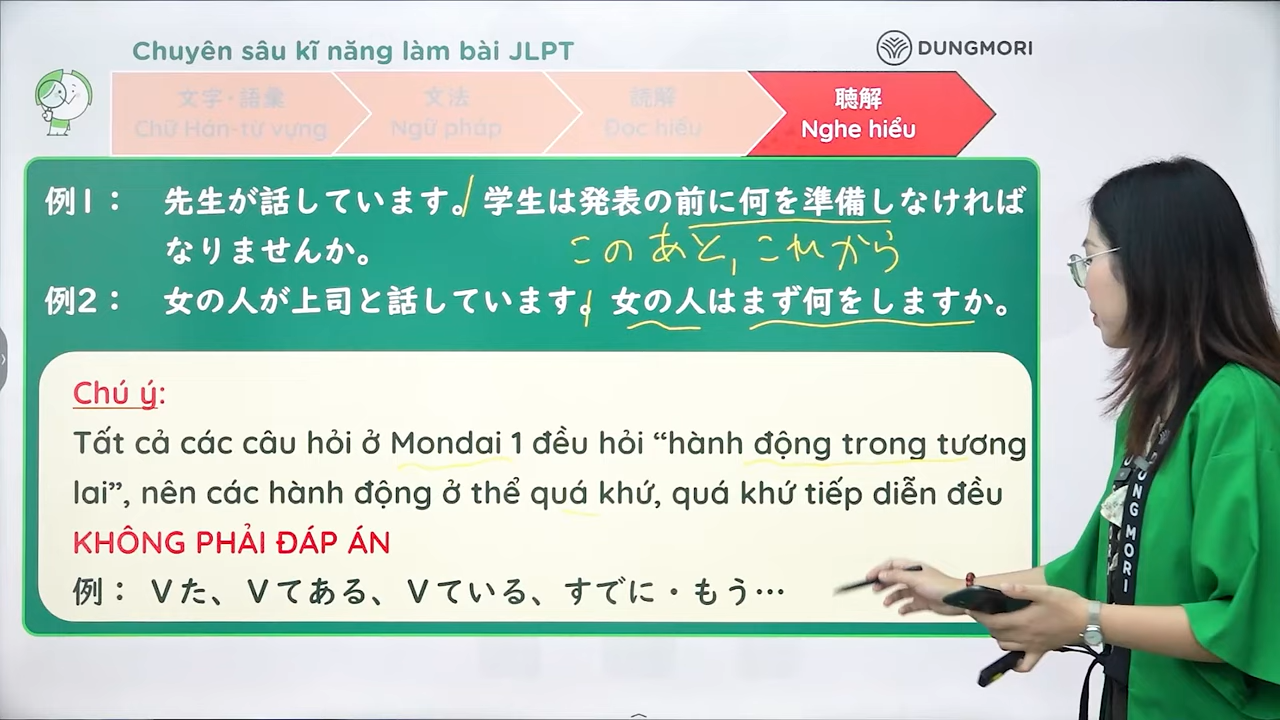 Chuyên sâu kĩ năng làm bài JLPT
DUNGMORI
文字・語彙
Chữ Hán-từ vựng
文法
Ngữ pháp
読解
Đọc hiểu
聴解
Nghe hiểu
例1： 先生が話しています。学生は発表の前に何を準備しなければ
なりませんか。
このあと, これから
例2： 女の人が上司と話しています。女の人はまず何をしますか。
Chú ý:
Tất cả các câu hỏi ở Mondai 1 đều hỏi “hành động trong tương
lai”, nên các hành động ở thể quá khứ, quá khứ tiếp diễn đều
KHÔNG PHẢI ĐÁP ÁN
例： Vた、Vてある、Vている、すでに・もう…
DUNG MORI